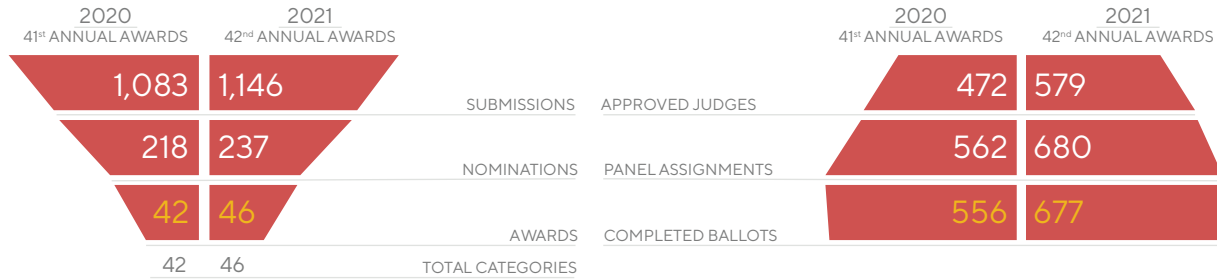 2020 2021
41st ANNUAL AWARDS 42nd ANNUAL AWARDS
1,083 1,146
SUBMISSIONS
218 237
NOMINATIONS
42 46
AWARDS
42 46 TOTAL CATEGORIES
2020 2021
41st ANNUAL AWARDS 42nd ANNUAL AWARDS
472 579
APPROVED JUDGES
562 680
PANEL ASSIGNMENTS
556 677
COMPLETED BALLOTS